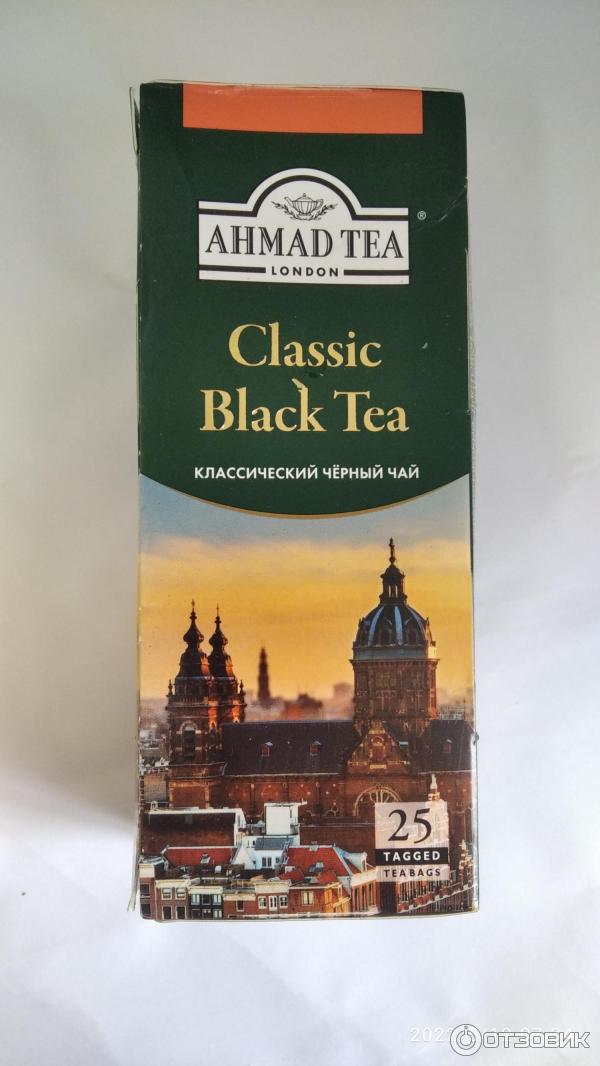 AHMAD TEA
®
LONDON
Classic
Black Tea
КЛАССИЧЕСКИЙ ЧЁРНЫЙ ЧАЙ
25
TAGGED
TEABAGS
ОТЗОВИК